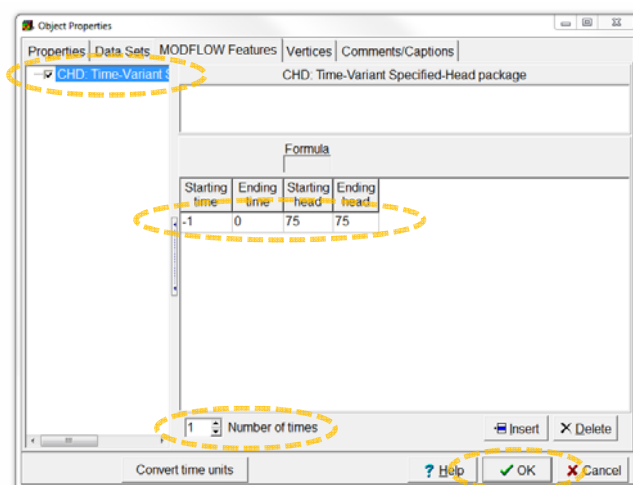 Object Properties
Properties Data Sets MODFLOW Features Vertices Comments/Captions
CHD: Time-Variant S
CHD: Time-Variant Specified-Head package
Formula
Starting time Ending time Starting head Ending head
-1 0 75 75
1 Number of times Insert Delete
Convert time units Help OK Cancel